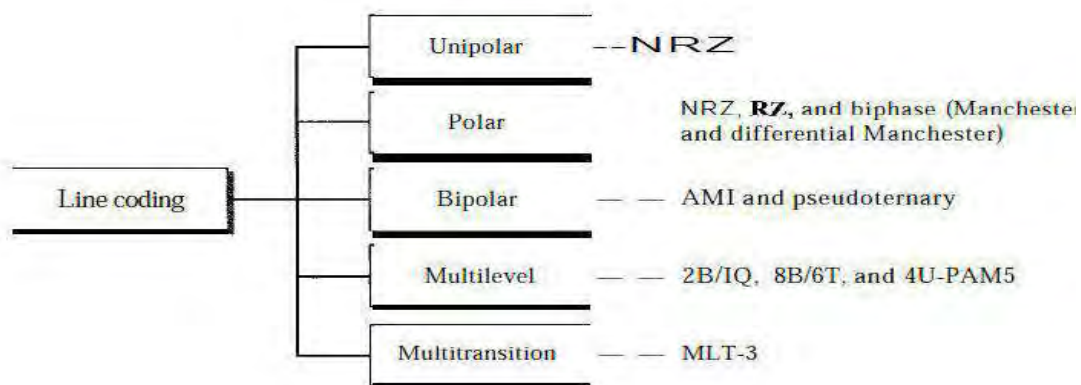 Unipolar --NRZ
Polar NRZ, RZ, and biphase (Manchester
and differential Manchester)
Line coding
Bipolar — — AMI and pseudoternary
Multilevel — — 2B/IQ, 8B/6T, and 4U-PAM5
Multitransition — — MLT-3